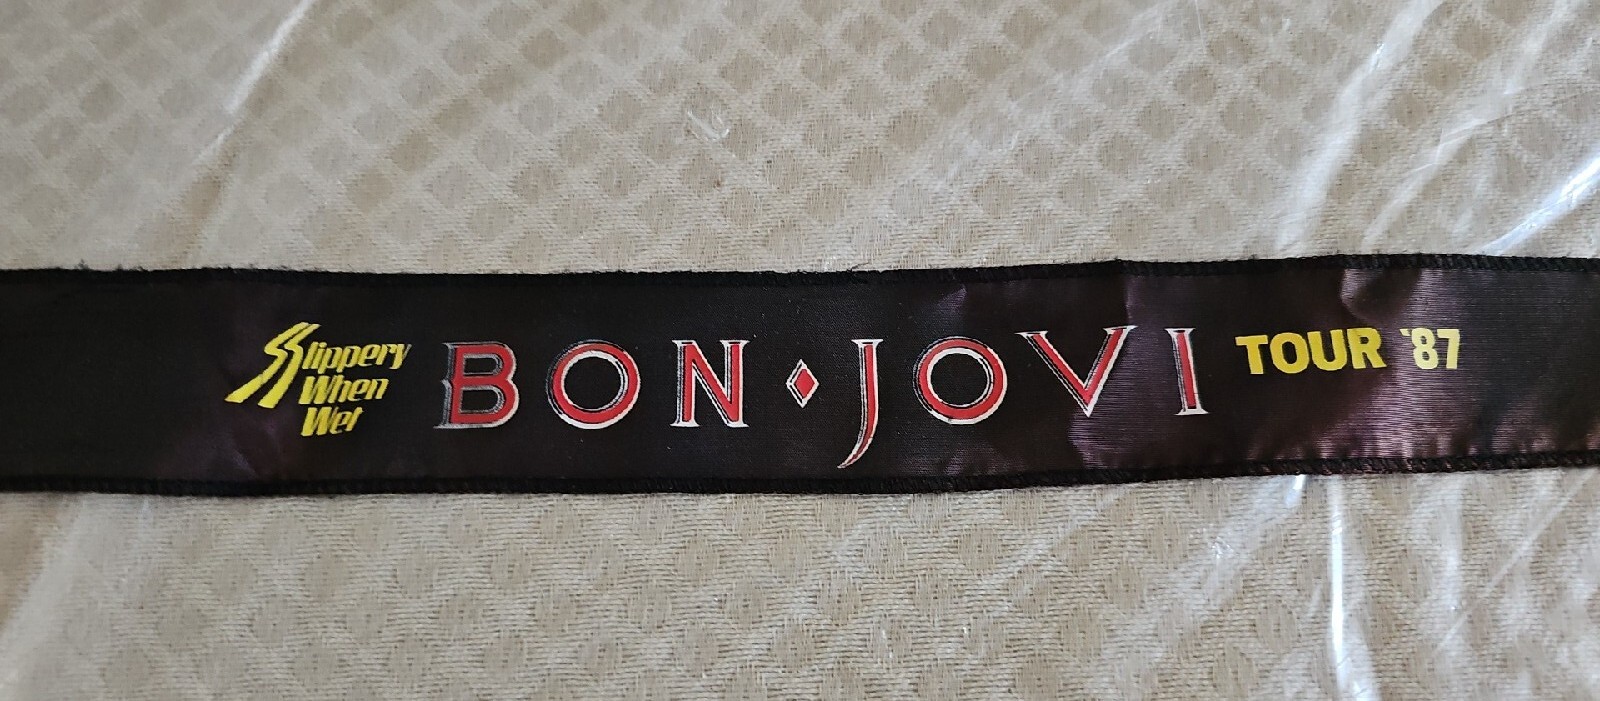 Slippery
When
Wet
BON♦JOVI
TOUR '87